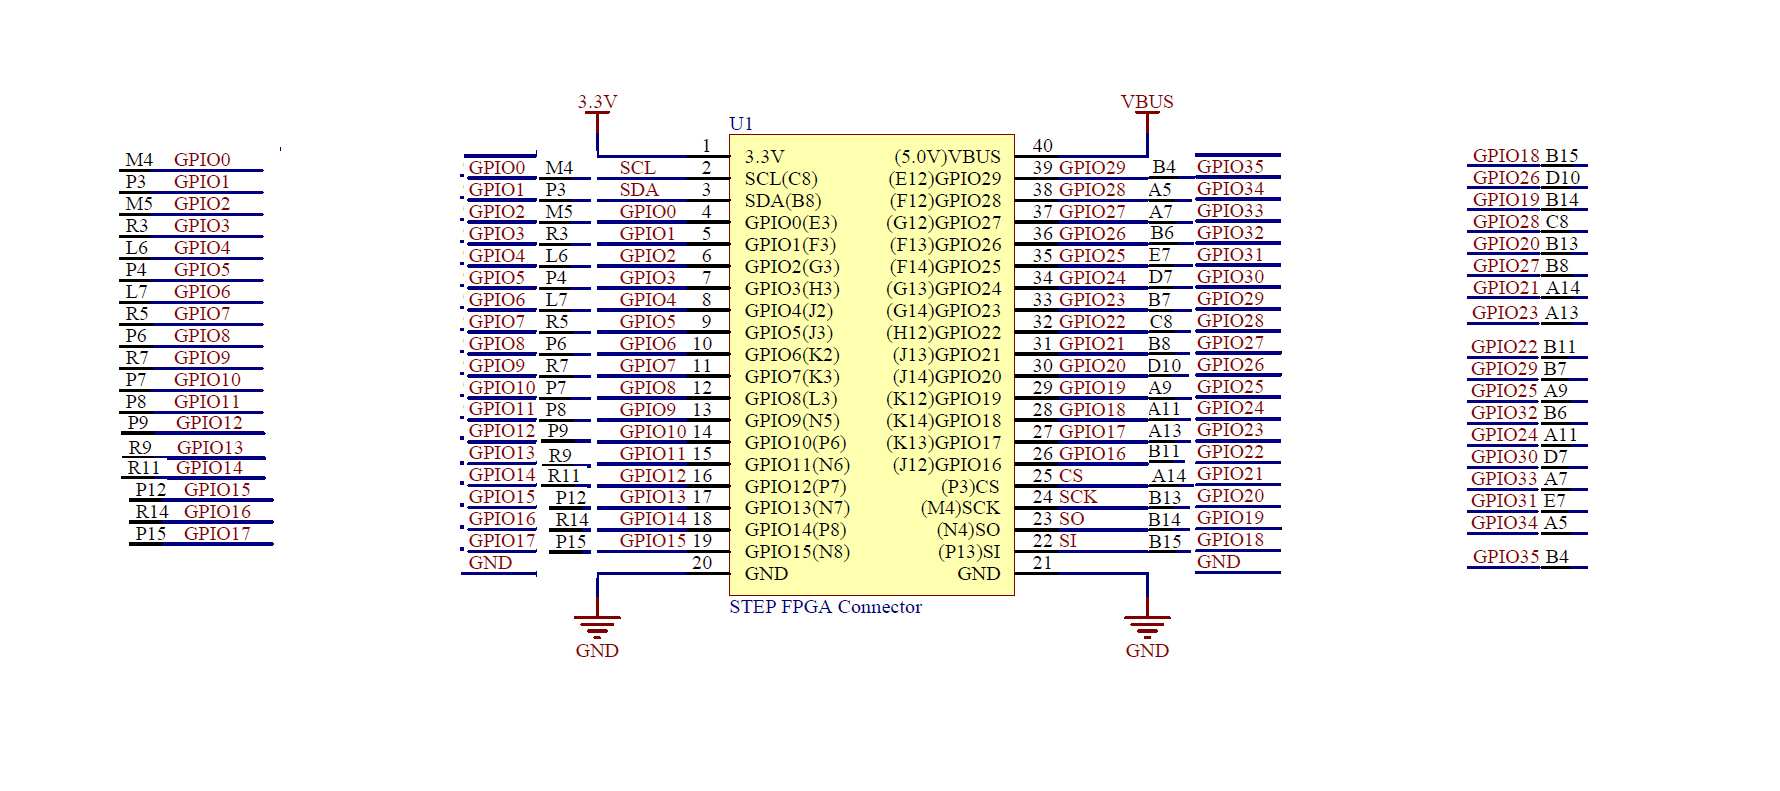 3.3V VBUS
U1
M4 GPIO0
P3 GPIO1
M5 GPIO2
R3 GPIO3
L6 GPIO4
P4 GPIO5
L7 GPIO6
R5 GPIO7
P6 GPIO8
R7 GPIO9
P7 GPIO10
P8 GPIO11
P9 GPIO12
R9 GPIO13
R11 GPIO14
P12 GPIO15
R14 GPIO16
P15 GPIO17
1 3.3V (5.0V)VBUS 40
GPIO0 M4 SCL 2 SCL(C8) (E12)GPIO29 39 GPIO29 B4 GPIO35
GPIO1 P3 SDA 3 SDA(B8) (F12)GPIO28 38 GPIO28 A5 GPIO34
GPIO2 M5 GPIO0 4 GPIO0(E3) (G12)GPIO27 37 GPIO27 A7 GPIO33
GPIO3 R3 GPIO1 5 GPIO1(F3) (F13)GPIO26 36 GPIO26 B6 GPIO32
GPIO4 L6 GPIO2 6 GPIO2(G3) (F14)GPIO25 35 GPIO25 E7 GPIO31
GPIO5 P4 GPIO3 7 GPIO3(H3) (G13)GPIO24 34 GPIO24 D7 GPIO30
GPIO6 L7 GPIO4 8 GPIO4(J2) (G14)GPIO23 33 GPIO23 B7 GPIO29
GPIO7 R5 GPIO5 9 GPIO5(J3) (H12)GPIO22 32 GPIO22 C8 GPIO28
GPIO8 P6 GPIO6 10 GPIO6(K2) (J13)GPIO21 31 GPIO21 B8 GPIO27
GPIO9 R7 GPIO7 11 GPIO7(K3) (J14)GPIO20 30 GPIO20 D10 GPIO26
GPIO10 P7 GPIO8 12 GPIO8(L3) (K12)GPIO19 29 GPIO19 A9 GPIO25
GPIO11 P8 GPIO9 13 GPIO9(N5) (K14)GPIO18 28 GPIO18 A11 GPIO24
GPIO12 P9 GPIO10 14 GPIO10(P6) (K13)GPIO17 27 GPIO17 A13 GPIO23
GPIO13 R9 GPIO11 15 GPIO11(N6) (J12)GPIO16 26 GPIO16 B11 GPIO22
GPIO14 R11 GPIO12 16 GPIO12(P7) (P3)CS 25 CS A14 GPIO21
GPIO15 P12 GPIO13 17 GPIO13(N7) (M4)SCK 24 SCK B13 GPIO20
GPIO16 R14 GPIO14 18 GPIO14(P8) (N4)SO 23 SO B14 GPIO19
GPIO17 P15 GPIO15 19 GPIO15(N8) (P13)SI 22 SI B15 GPIO18
GND 20 GND GND 21 GND
STEP FPGA Connector
GND GND
GPIO18 B15
GPIO26 D10
GPIO19 B14
GPIO28 C8
GPIO20 B13
GPIO27 B8
GPIO21 A14
GPIO23 A13
GPIO22 B11
GPIO29 B7
GPIO25 A9
GPIO32 B6
GPIO24 A11
GPIO30 D7
GPIO33 A7
GPIO31 E7
GPIO34 A5
GPIO35 B4